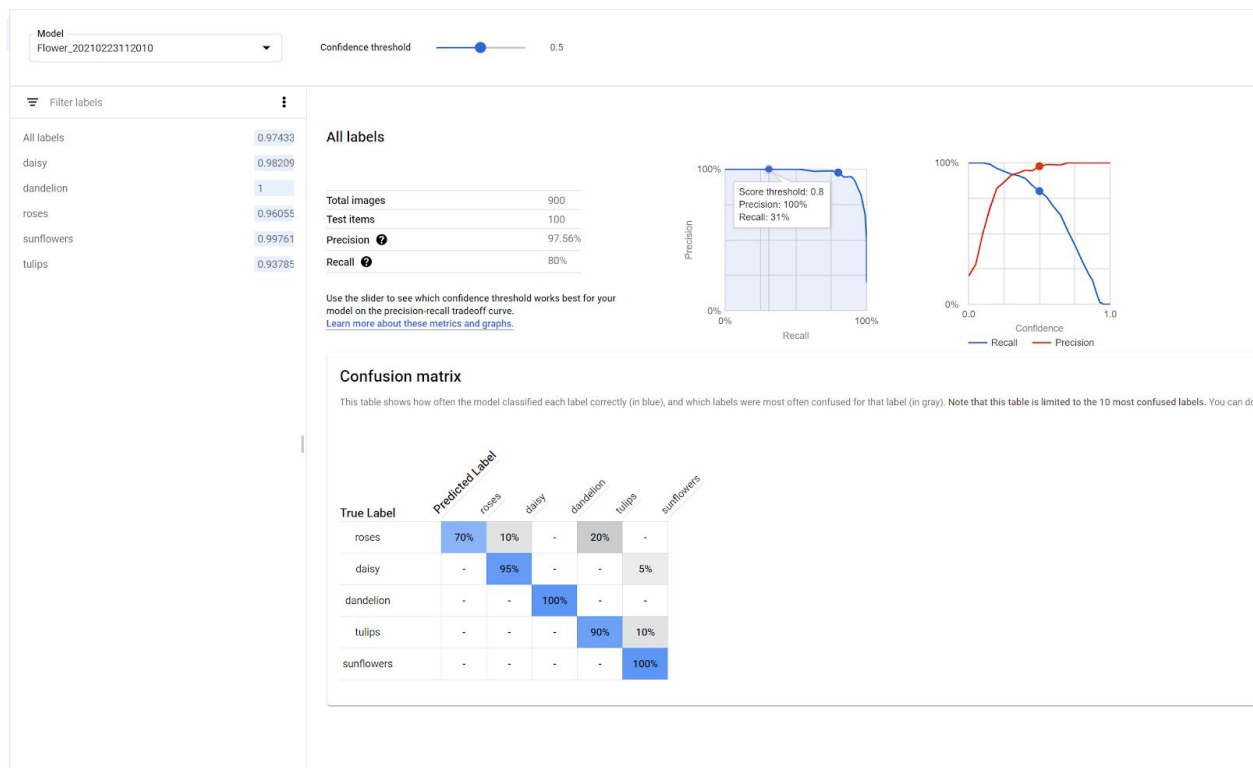 Model
Flower_20210223112010
Confidence threshold 0.5
Filter labels
All labels 0.97433
daisy 0.98209
dandelion 1
roses 0.96055
sunflowers 0.99761
tulips 0.93785
All labels
Total images 900
Test items 100
Precision ? 97.56%
Recall ? 80%
Use the slider to see which confidence threshold works best for your
model on the precision-recall tradeoff curve.
Learn more about these metrics and graphs.
100%
Score threshold: 0.8
Precision: 100%
Recall: 31%
Precision
0%
0% 100%
Recall
100%
0%
0.0 1.0
Confidence
Recall Precision
Confusion matrix
This table shows how often the model classified each label correctly (in blue), and which labels were most often confused for that label (in gray). Note that this table is limited to the 10 most confused labels. You can do
True Label Predicted Label roses daisy dandelion tulips sunflowers
roses 70% 10% - 20% -
daisy - 95% - - 5%
dandelion - - 100% - -
tulips - - - 90% 10%
sunflowers - - - - 100%